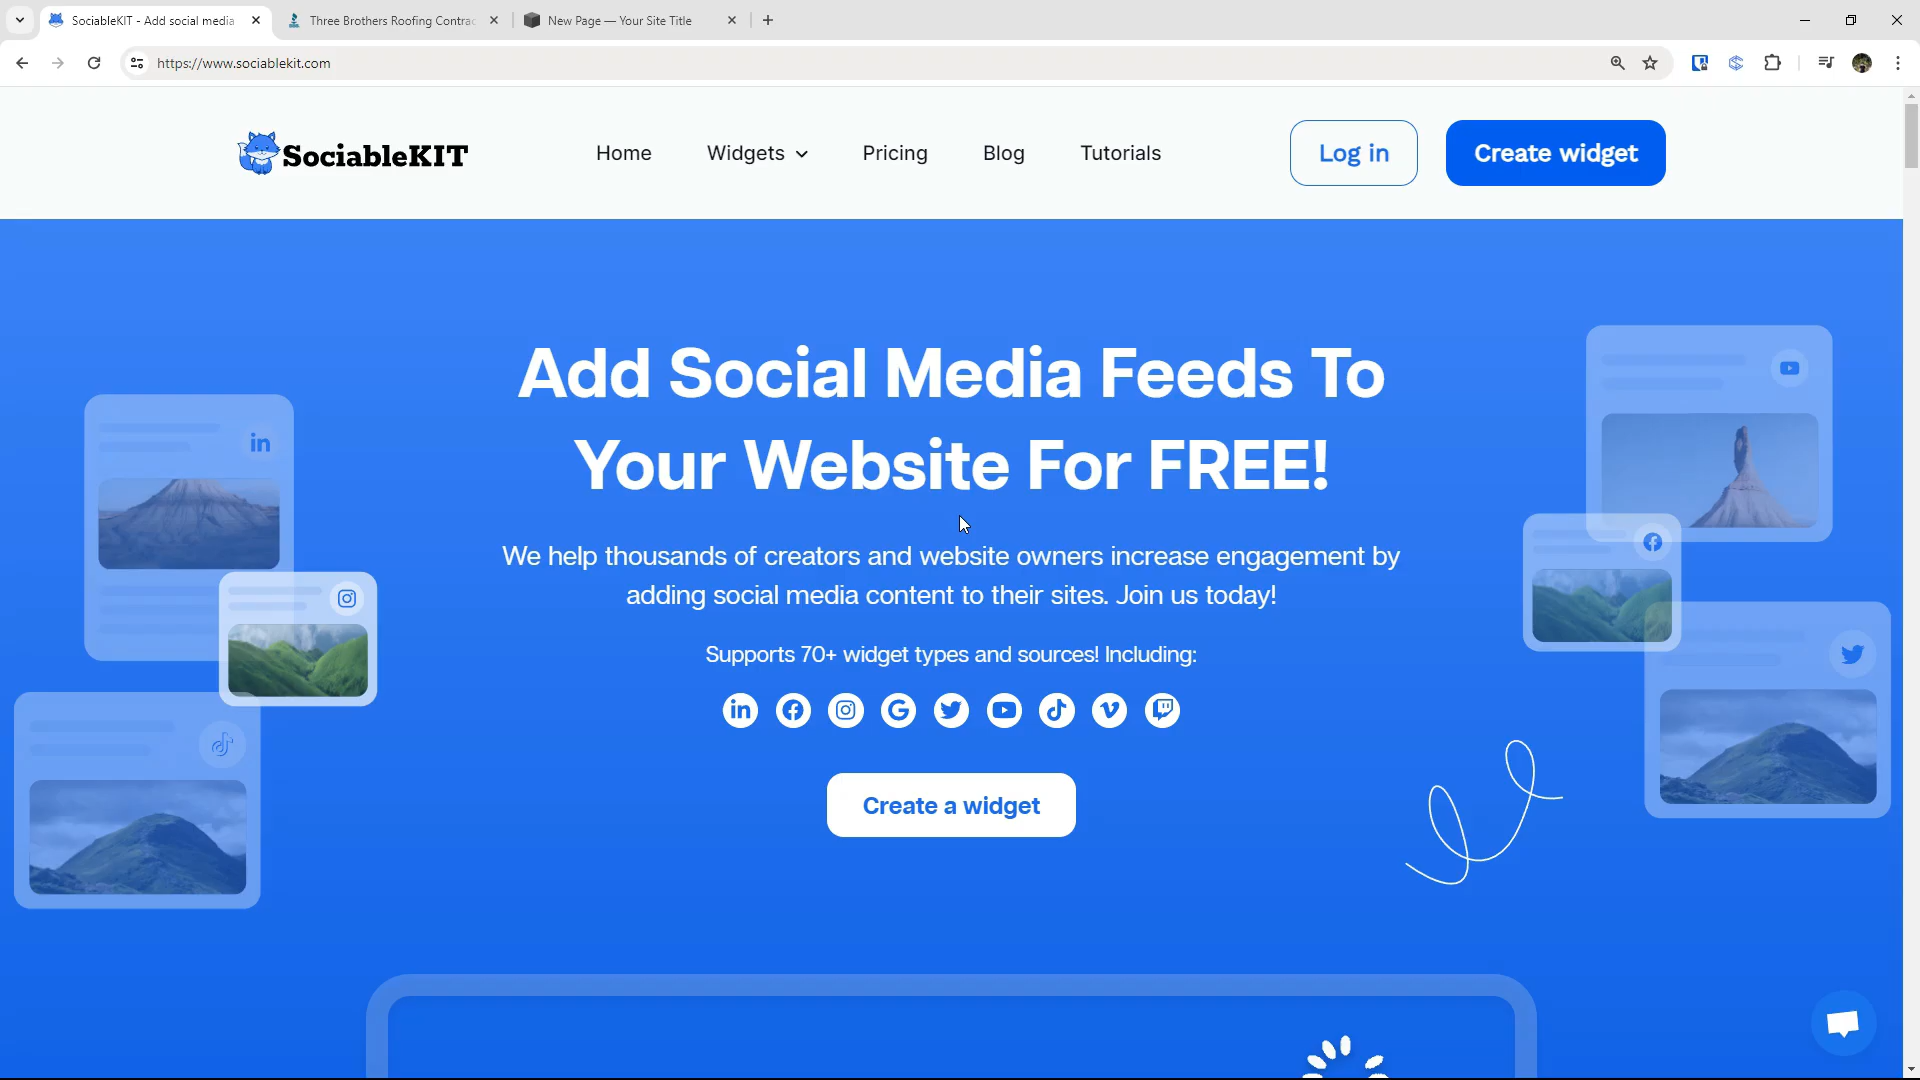 SociableKIT - Add social media
Three Brothers Roofing Contrac
New Page — Your Site Title
https://www.sociablekit.com
SociableKIT
Home
Widgets
Pricing
Blog
Tutorials
Log in
Create widget
Add Social Media Feeds To
Your Website For FREE!
We help thousands of creators and website owners increase engagement by
adding social media content to their sites. Join us today!
Supports 70+ widget types and sources! Including:
Create a widget